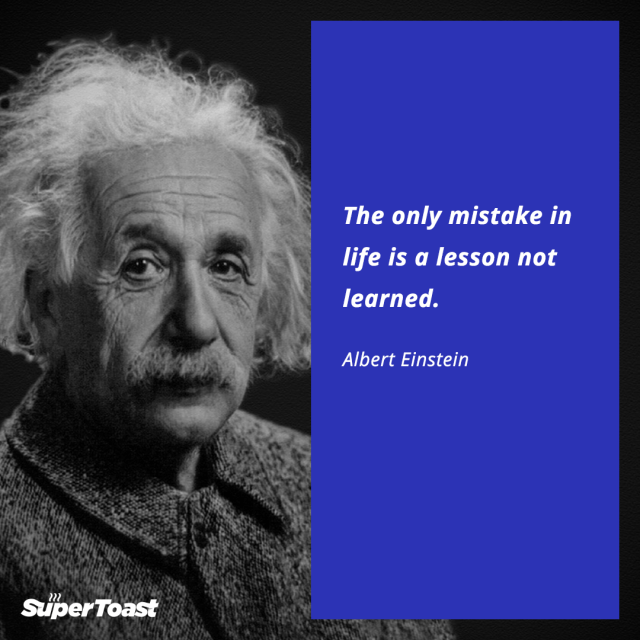 The only mistake in
life is a lesson not
learned.
Albert Einstein
SuperToast